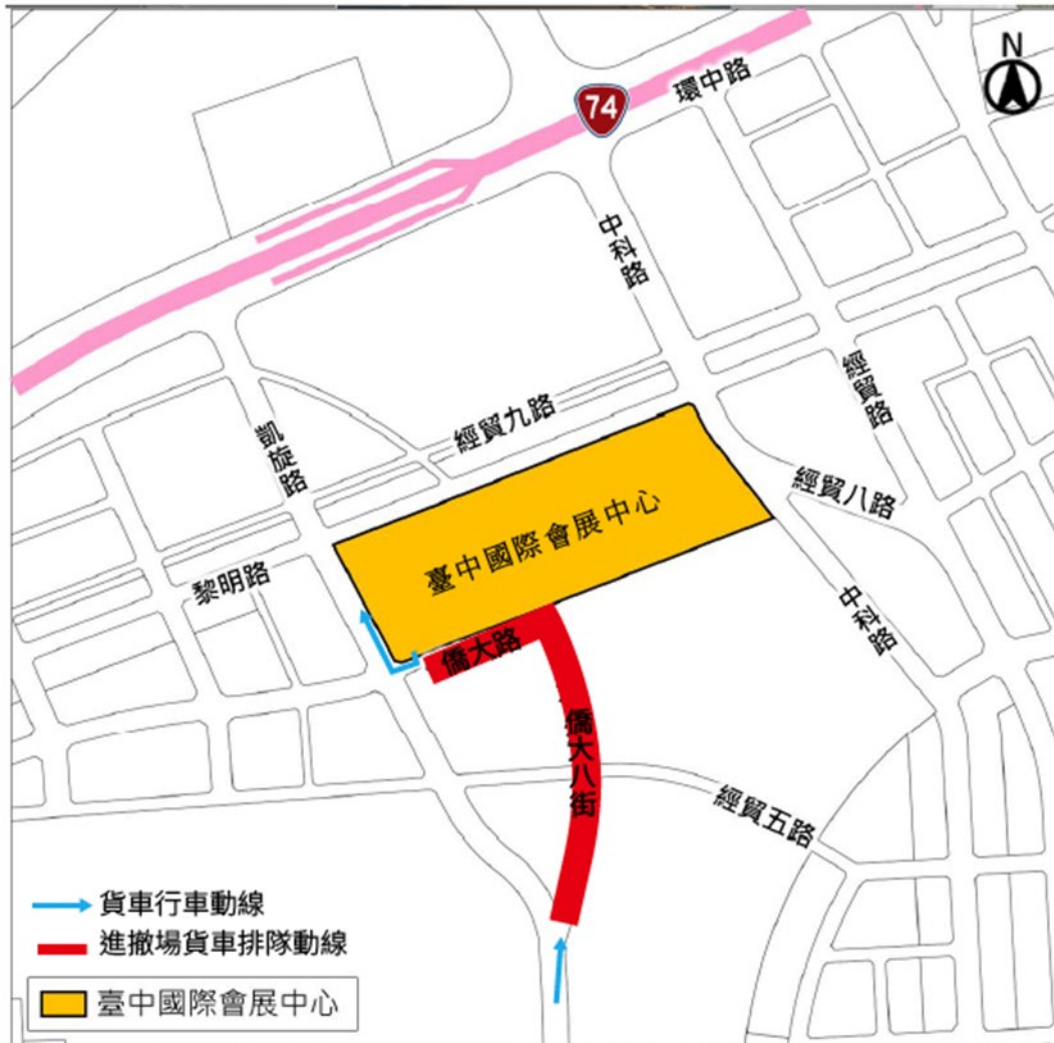 N
74
環中路
中科路
經貿路
經貿九路
凱旋路
經貿八路
臺中國際會展中心
黎明路
中科路
僑大路
僑大八街
經貿五路
貨車行車動線
進撤場貨車排隊動線
臺中國際會展中心